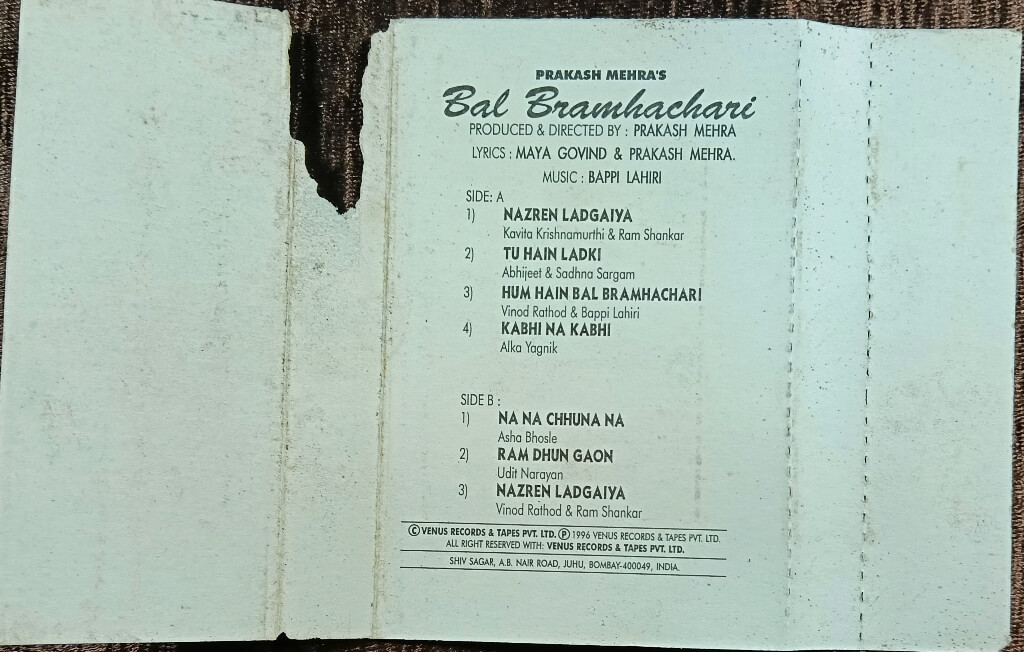 PRAKASH MEHRA'S
Bal Bramhachari
PRODUCED & DIRECTED BY : PRAKASH MEHRA
LYRICS : MAYA GOVIND & PRAKASH MEHRA.
MUSIC : BAPPI LAHIRI
SIDE: A
1) NAZREN LADGAIYA
Kavita Krishnamurthi & Ram Shankar
2) TU HAIN LADKI
Abhijeet & Sadhna Sargam
3) HUM HAIN BAL BRAMHACHARI
Vinod Rathod & Bappi Lahiri
4) KABHI NA KABHI
Alka Yagnik
SIDE B :
1) NA NA CHHUNA NA
Asha Bhosle
2) RAM DHUN GAON
Udit Narayan
3) NAZREN LADGAIYA
Vinod Rathod & Ram Shankar
Ⓒ VENUS RECORDS & TAPES PVT. LTD. Ⓟ 1996 VENUS RECORDS & TAPES PVT. LTD.
ALL RIGHT RESERVED WITH: VENUS RECORDS & TAPES PVT. LTD.
SHIV SAGAR, A.B. NAIR ROAD, JUHU, BOMBAY-400049, INDIA.